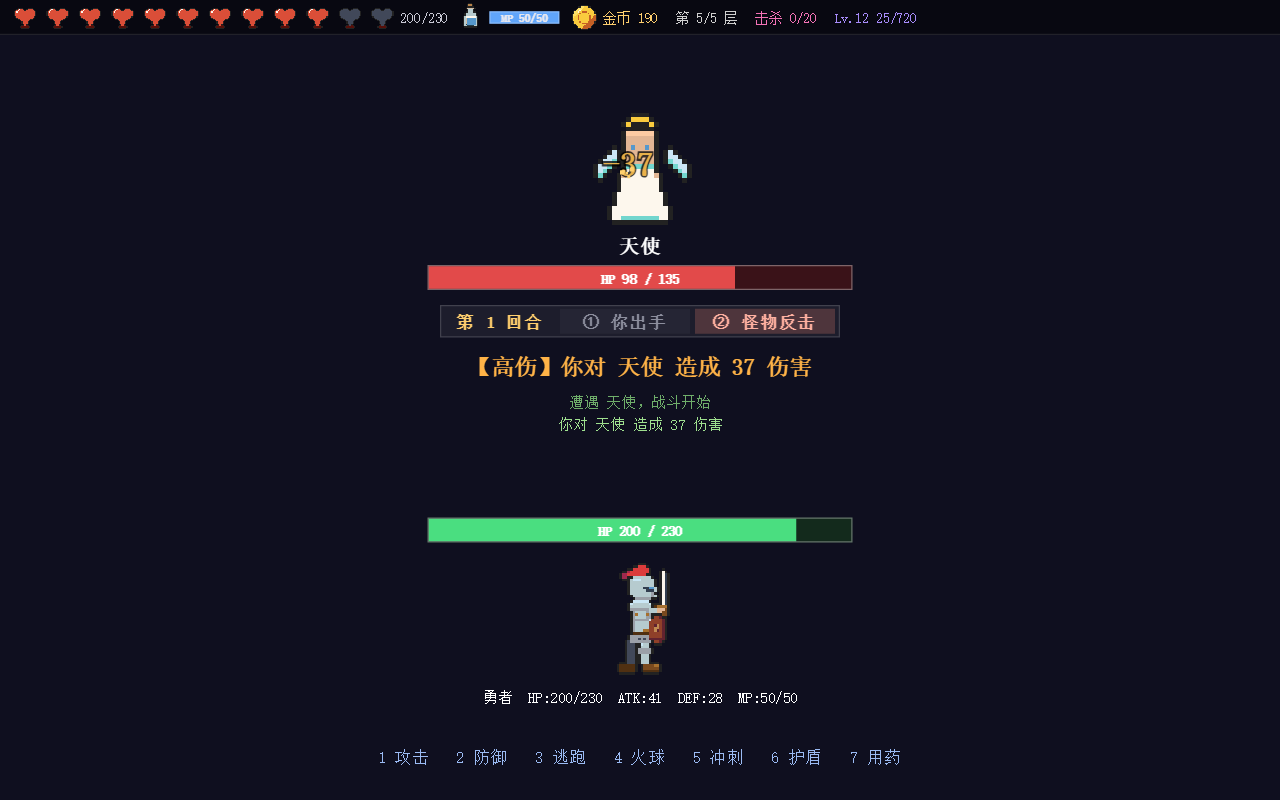 200/230 MP 50/50 金币 190 第 5/5 层 击杀 0/20 Lv.12 25/720
-37
天使
HP 98 / 135
第 1 回合 ① 你出手 ② 怪物反击
【高伤】你对 天使 造成 37 伤害
遭遇 天使，战斗开始
你对 天使 造成 37 伤害
HP 200 / 230
勇者 HP:200/230 ATK:41 DEF:28 MP:50/50
1 攻击 2 防御 3 逃跑 4 火球 5 冲刺 6 护盾 7 用药